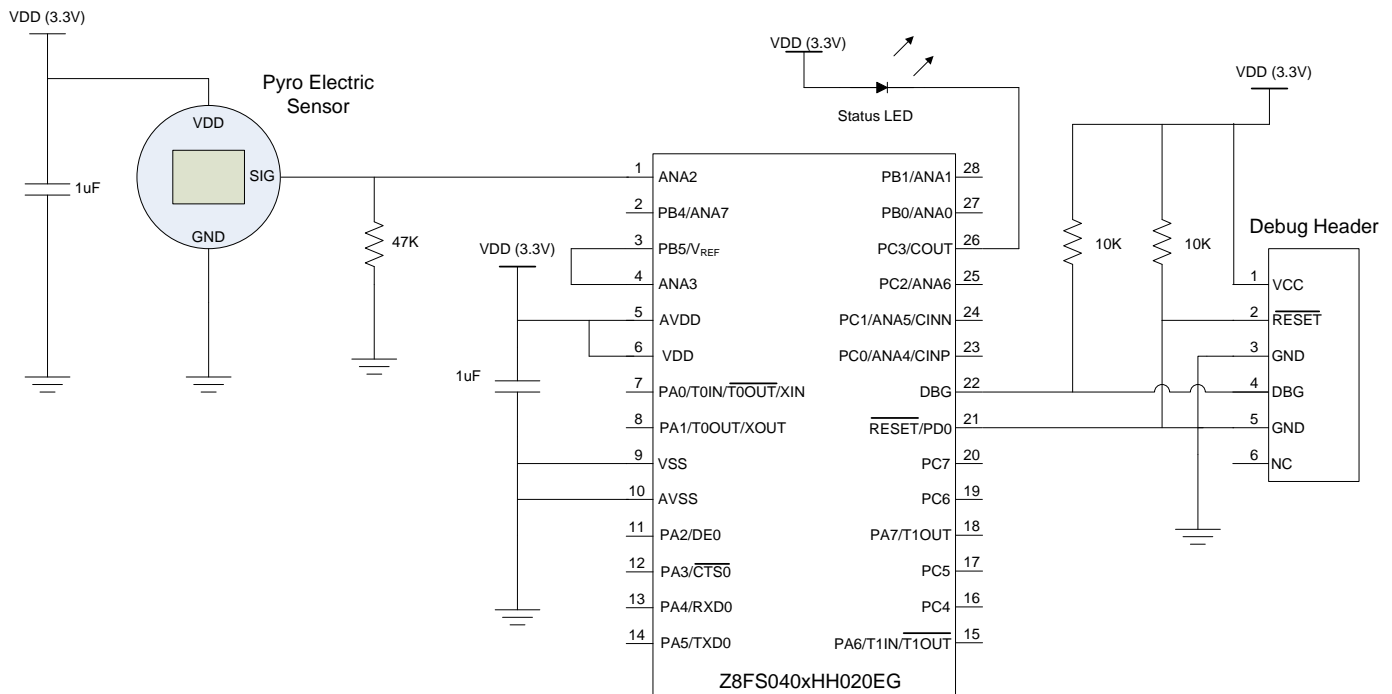 VDD (3.3V)
Pyro Electric
Sensor
VDD
SIG
GND
1uF
47K
VDD (3.3V)
1uF
VDD (3.3V)
Status LED
1 ANA2
2 PB4/ANA7
3 PB5/VREF
4 ANA3
5 AVDD
6 VDD
7 PA0/T0IN/T0OUT/XIN
8 PA1/T0OUT/XOUT
9 VSS
10 AVSS
11 PA2/DE0
12 PA3/CTS0
13 PA4/RXD0
14 PA5/TXD0
PB1/ANA1 28
PB0/ANA0 27
PC3/COUT 26
PC2/ANA6 25
PC1/ANA5/CINN 24
PC0/ANA4/CINP 23
DBG 22
RESET/PD0 21
PC7 20
PC6 19
PA7/T1OUT 18
PC5 17
PC4 16
PA6/T1IN/T1OUT 15
Z8FS040xHH020EG
VDD (3.3V)
10K
10K
Debug Header
1 VCC
2 RESET
3 GND
4 DBG
5 GND
6 NC